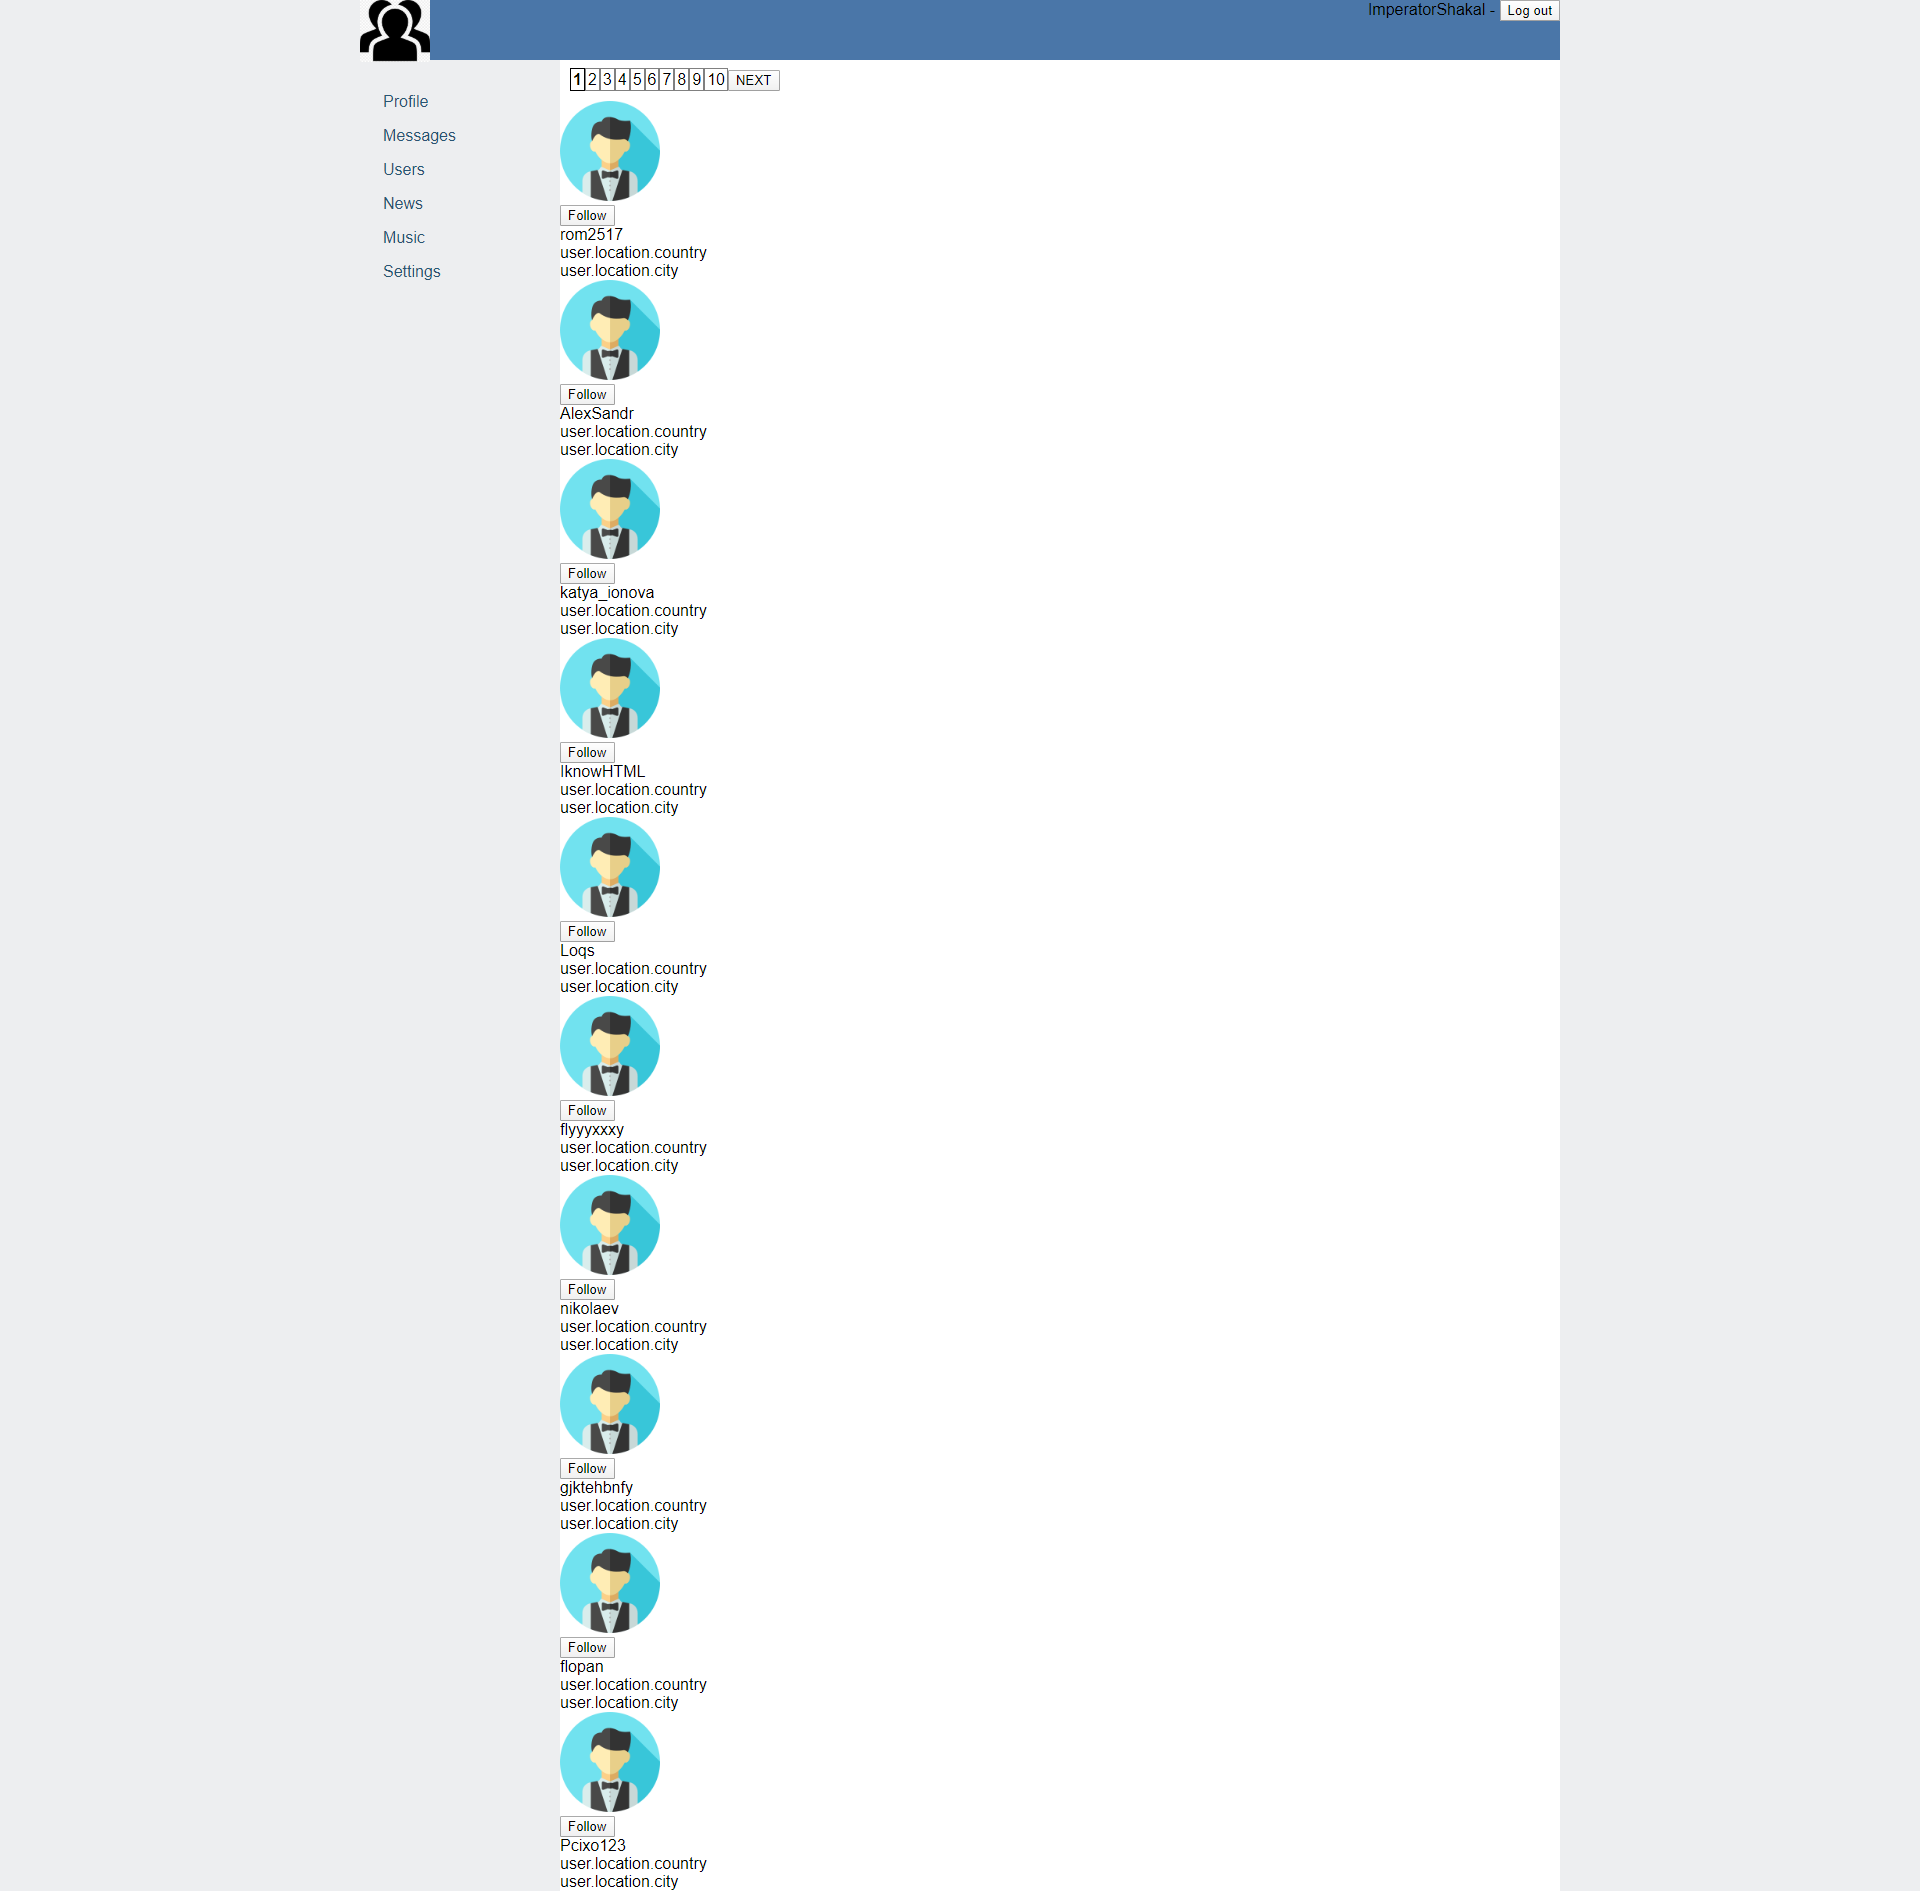 ImperatorShakal - Log out
1 2 3 4 5 6 7 8 9 10 NEXT
Profile
Messages
Users
News
Music
Settings
Follow
rom2517
user.location.country
user.location.city
Follow
AlexSandr
user.location.country
user.location.city
Follow
katya_ionova
user.location.country
user.location.city
Follow
IknowHTML
user.location.country
user.location.city
Follow
Loqs
user.location.country
user.location.city
Follow
flyyyxxxy
user.location.country
user.location.city
Follow
nikolaev
user.location.country
user.location.city
Follow
gjktehbnfy
user.location.country
user.location.city
Follow
flopan
user.location.country
user.location.city
Follow
Pcixo123
user.location.country
user.location.city